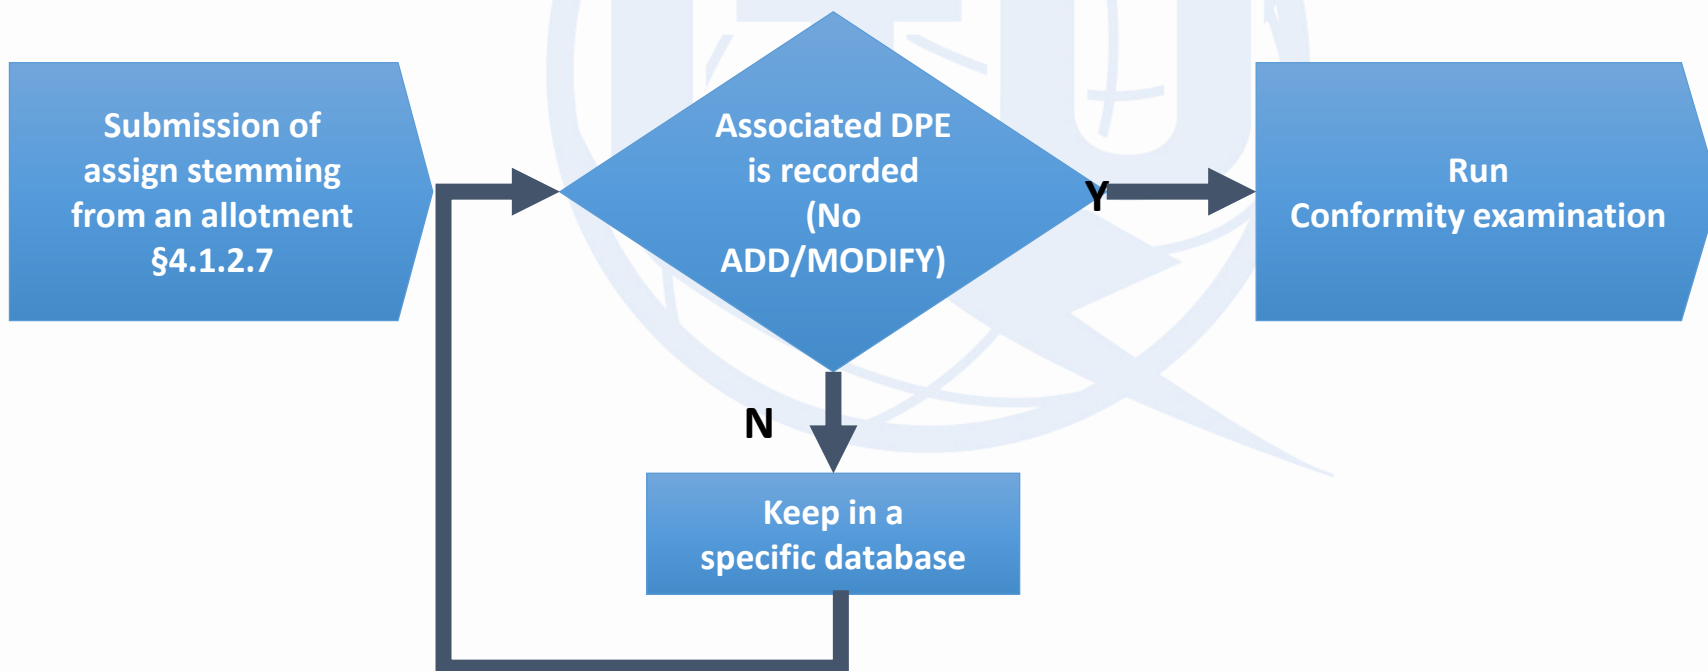 Submission of
assign stemming
from an allotment
§4.1.2.7
Associated DPE
is recorded
(No
ADD/MODIFY)
Y
Run
Conformity examination
N
Keep in a
specific database